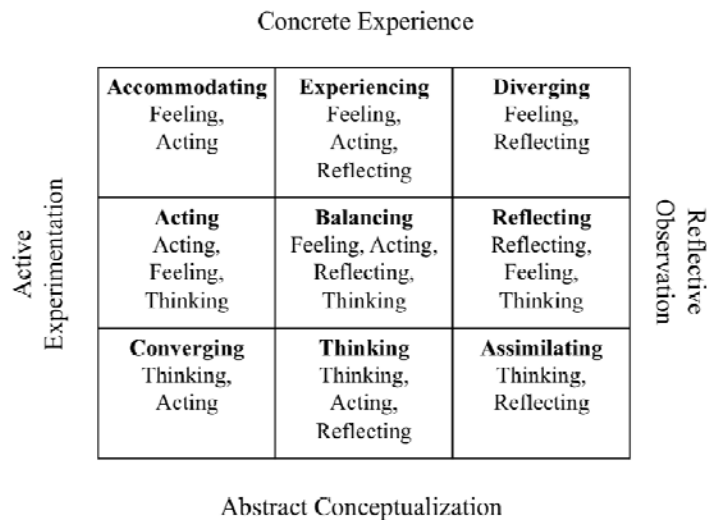 Concrete Experience
Accommodating
Feeling,
Acting
Experiencing
Feeling,
Acting,
Reflecting
Diverging
Feeling,
Reflecting
Active
Experimentation
Acting
Acting,
Feeling,
Thinking
Balancing
Feeling, Acting,
Reflecting,
Thinking
Reflecting
Reflecting,
Feeling,
Thinking
Reflective
Observation
Converging
Thinking,
Acting
Thinking
Thinking,
Acting,
Reflecting
Assimilating
Thinking,
Reflecting
Abstract Conceptualization